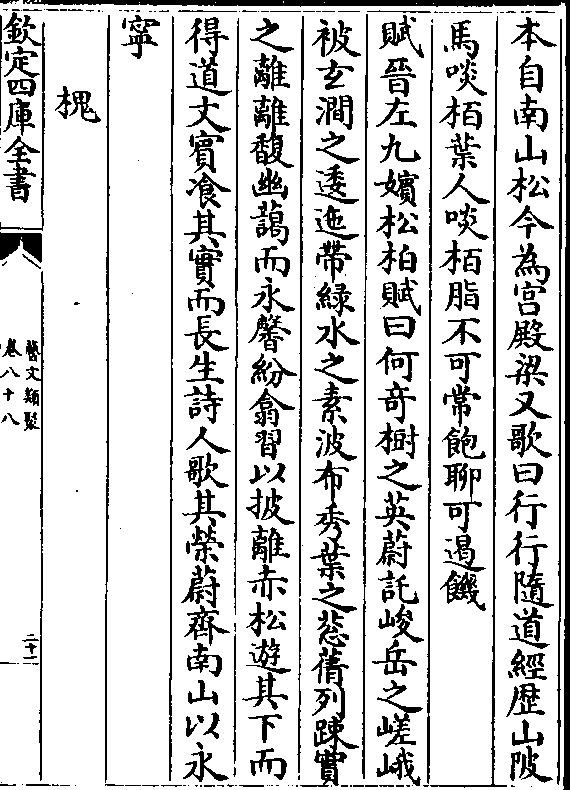 本自南山松今為宫殿梁又歌曰行行隨道經歴山陂
馬啖栢葉人啖栢脂不可常飽聊可遏饑
賦晉左九嬪松柏賦曰何奇樹之英蔚託峻岳之嵯峨
被玄澗之逶迤帶緑水之素波布秀葉之葱蒨列疎實
之離離馥幽藹而永馨紛翕習以披離赤松遊其下而
得道文賓飡其實而長生詩人歌其榮蔚齊南山以永
寧
槐
欽定四庫全書
藝文類聚
卷八十八
二十一